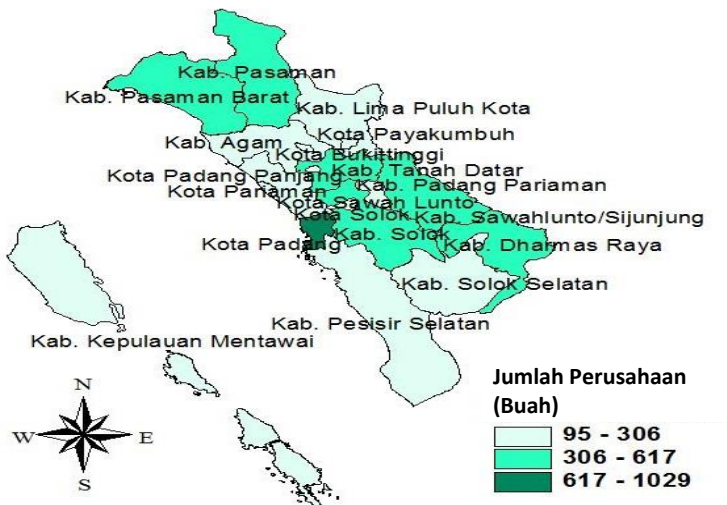 Kab. Pasaman
Kab. Pasaman Barat
Kab. Lima Puluh Kota
Kota Payakumbuh
Kab. Agam
Kota Bukittinggi
Kab. Tanah Datar
Kota Padang Panjang
Kab. Padang Pariaman
Kota Pariaman
Kota Sawah Lunto
Kota Solok
Kab. Sawahlunto/Sijunjung
Kab. Solok
Kota Padang
Kab. Dharmas Raya
Kab. Solok Selatan
Kab. Pesisir Selatan
Kab. Kepulauan Mentawai
N
W
E
S
Jumlah Perusahaan
(Buah)
95 - 306
306 - 617
617 - 1029